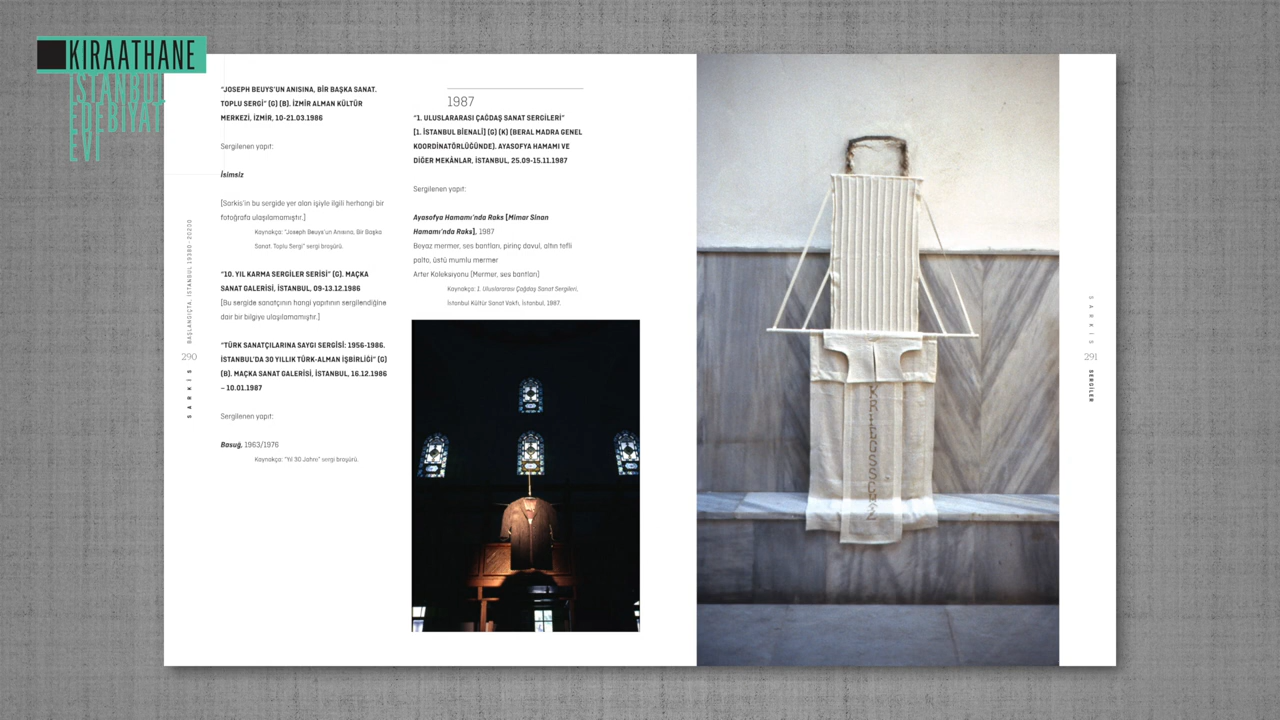 KIRAATHANE
İSTANBUL
EDEBİYAT
EVİ
"JOSEPH BEUYS'UN ANISINA, BİR BAŞKA SANAT.
TOPLU SERGİ" (G) (B). İZMİR ALMAN KÜLTÜR
MERKEZİ, İZMİR, 10-21.03.1986
Sergilenen yapıt:
İsimsiz
[Sarkis'in bu sergide yer alan işiyle ilgili herhangi bir
fotoğrafa ulaşılamamıştır.]
Kaynakça: "Joseph Beuys'un Anısına, Bir Başka
Sanat. Toplu Sergi" sergi broşürü.
"10. YIL KARMA SERGİLER SERİSİ" (G). MAÇKA
SANAT GALERİSİ, İSTANBUL, 09-13.12.1986
[Bu sergide sanatçının hangi yapıtının sergilendiğine
dair bir bilgiye ulaşılamamıştır.]
"TÜRK SANATÇILARINA SAYGI SERGİSİ: 1956-1986.
İSTANBUL'DA 30 YILLIK TÜRK-ALMAN İŞBİRLİĞİ" (G)
(B). MAÇKA SANAT GALERİSİ, İSTANBUL, 16.12.1986
– 10.01.1987
Sergilenen yapıt:
Basuğ, 1963/1976
Kaynakça: "Yıl 30 Jahre" sergi broşürü.
1987
"1. ULUSLARARASI ÇAĞDAŞ SANAT SERGİLERİ"
[1. İSTANBUL BİENALİ] (G) (K) (BERAL MADRA GENEL
KOORDİNATÖRLÜĞÜNDE). AYASOFYA HAMAMI VE
DİĞER MEKÂNLAR, İSTANBUL, 25.09-15.11.1987
Sergilenen yapıt:
Ayasofya Hamamı'nda Raks [Mimar Sinan
Hamamı'nda Raks], 1987
Beyaz mermer, ses bantları, pirinç davul, altın tefli
palto, üstü mumlu mermer
Arter Koleksiyonu [Mermer, ses bantları]
Kaynakça: 1. Uluslararası Çağdaş Sanat Sergileri,
İstanbul Kültür Sanat Vakfı, İstanbul, 1987.
BAŞLANGIÇTA, İSTANBUL 19380–20200
290
SARKİS
KRIEGSSCHATZ
SARKIS
291
SERGİLER